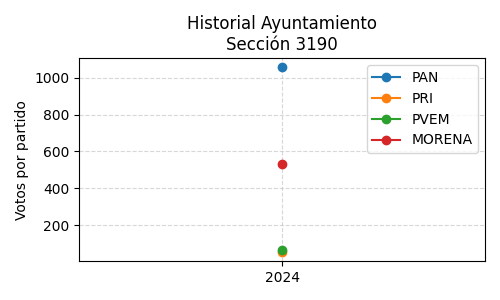 Historial Ayuntamiento
Sección 3190
Votos por partido
1000
800
600
400
200
2024
PAN
PRI
PVEM
MORENA